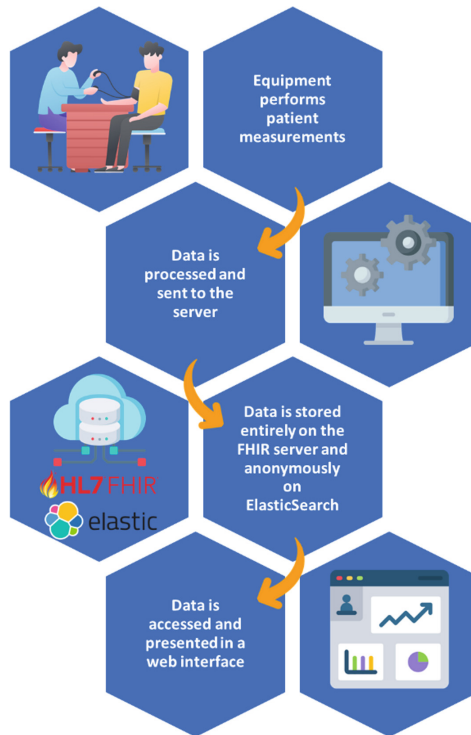 Equipment
performs
patient
measurements
Data is
processed and
sent to the
server
HL7 FHIR
elastic
Data is stored
entirely on the
FHIR server and
anonymously
on
ElasticSearch
Data is
accessed and
presented in a
web interface